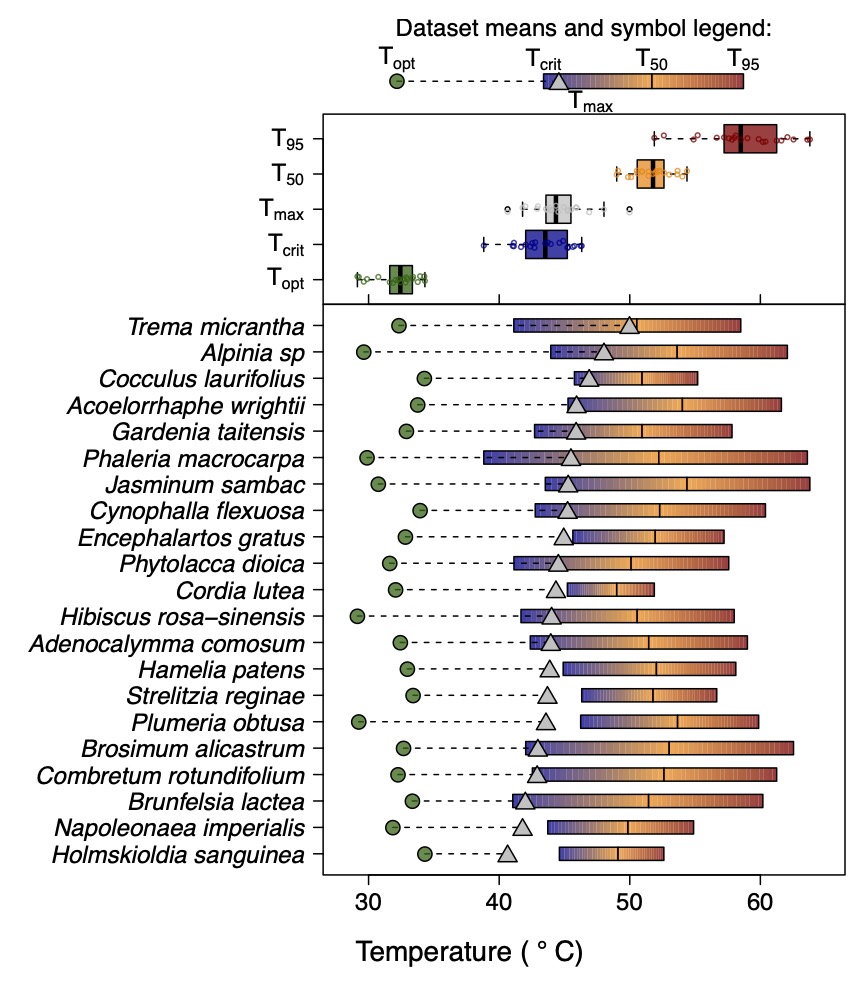 Dataset means and symbol legend:
Topt Tcrit T50 T95
Tmax
T95
T50
Tmax
Tcrit
Topt
Trema micrantha
Alpinia sp
Cocculus laurifolius
Acoelorrhaphe wrightii
Gardenia taitensis
Phaleria macrocarpa
Jasminum sambac
Cynophalla flexuosa
Encephalartos gratus
Phytolacca dioica
Cordia lutea
Hibiscus rosa−sinensis
Adenocalymma comosum
Hamelia patens
Strelitzia reginae
Plumeria obtusa
Brosimum alicastrum
Combretum rotundifolium
Brunfelsia lactea
Napoleonaea imperialis
Holmskioldia sanguinea
30 40 50 60
Temperature ( ° C)